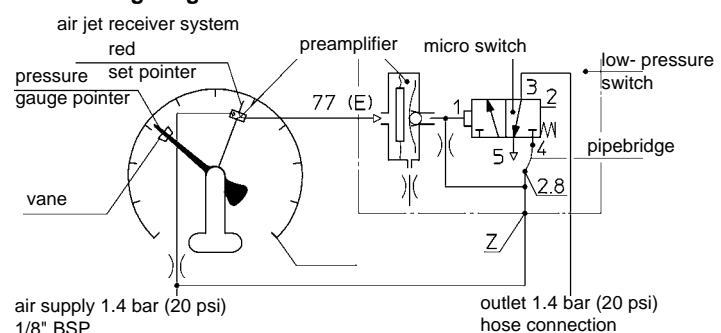 air jet receiver system
red
set pointer
preamplifier
micro switch
low- pressure
switch
pressure
gauge pointer
77 (E)
1
3
2
5
4
pipebridge
2.8
vane
Z
air supply 1.4 bar (20 psi)
1/8" BSP
outlet 1.4 bar (20 psi)
hose connection